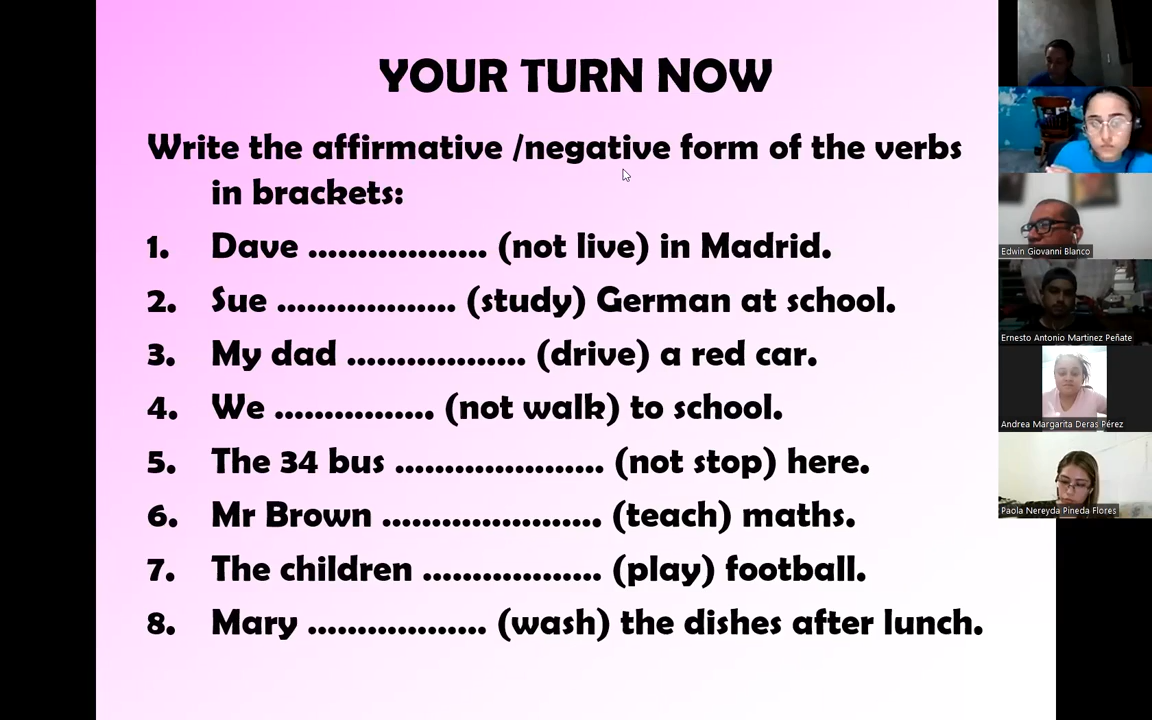 YOUR TURN NOW
Write the affirmative /negative form of the verbs
in brackets:
1. Dave .................. (not live) in Madrid.
2. Sue .................. (study) German at school.
3. My dad .................. (drive) a red car.
4. We ................ (not walk) to school.
5. The 34 bus ..................... (not stop) here.
6. Mr Brown ...................... (teach) maths.
7. The children .................. (play) football.
8. Mary .................. (wash) the dishes after lunch.
Edwin Giovanni Blanco
Ernesto Antonio Martinez Peñate
Andrea Margarita Deras Pérez
Paola Nereyda Pineda Flores